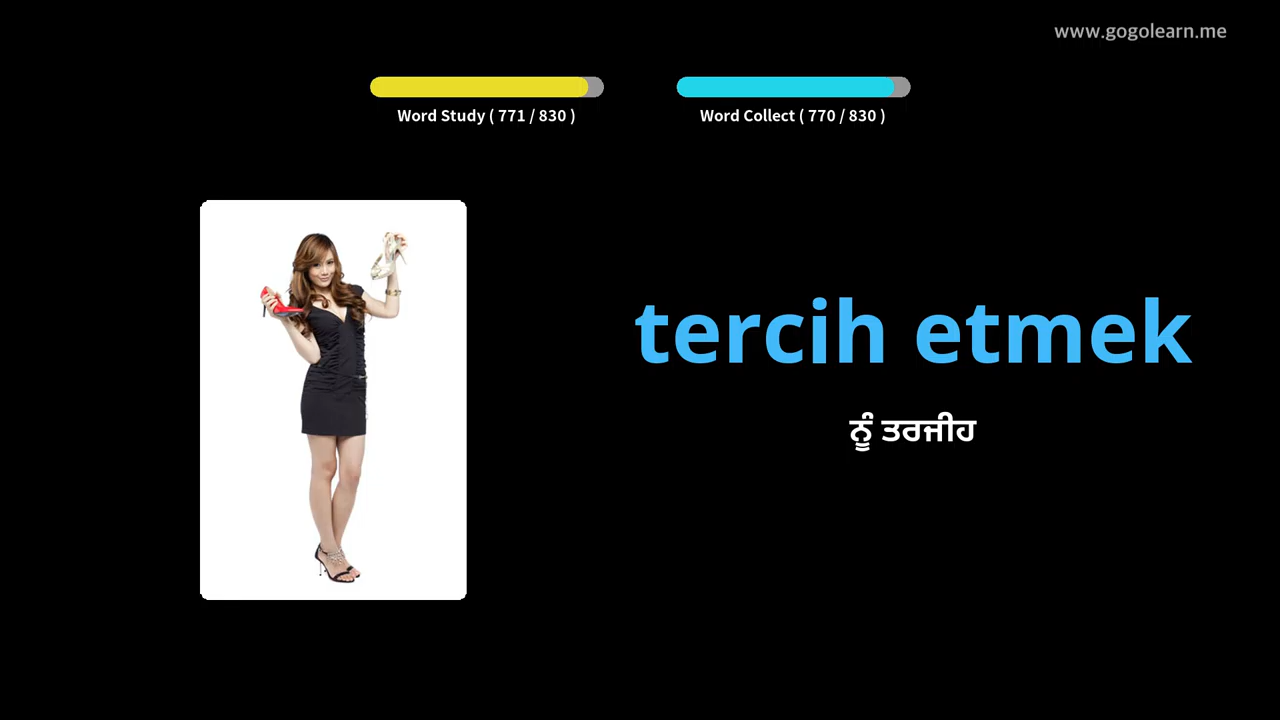 www.gogolearn.me
Word Study ( 771 / 830 )
Word Collect ( 770 / 830 )
tercih etmek
ਨੂੰ ਤਰਜੀਹ